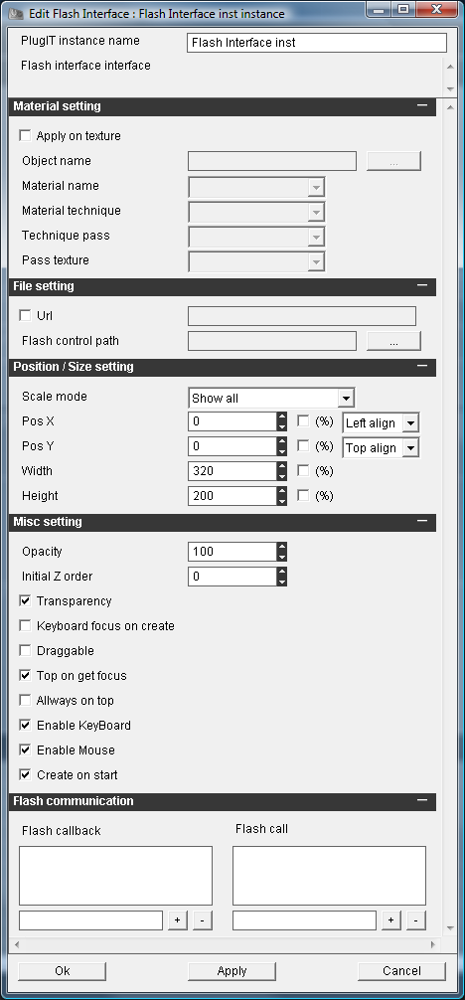 Edit Flash Interface : Flash Interface inst instance
PlugIT instance name Flash Interface inst
Flash interface interface
Material setting
Apply on texture
Object name ...
Material name
Material technique
Technique pass
Pass texture
File setting
Url
Flash control path ...
Position / Size setting
Scale mode Show all
Pos X 0 (%) Left align
Pos Y 0 (%) Top align
Width 320 (%)
Height 200 (%)
Misc setting
Opacity 100
Initial Z order 0
Transparency
Keyboard focus on create
Draggable
Top on get focus
Allways on top
Enable KeyBoard
Enable Mouse
Create on start
Flash communication
Flash callback Flash call
+ - + -
Ok Apply Cancel